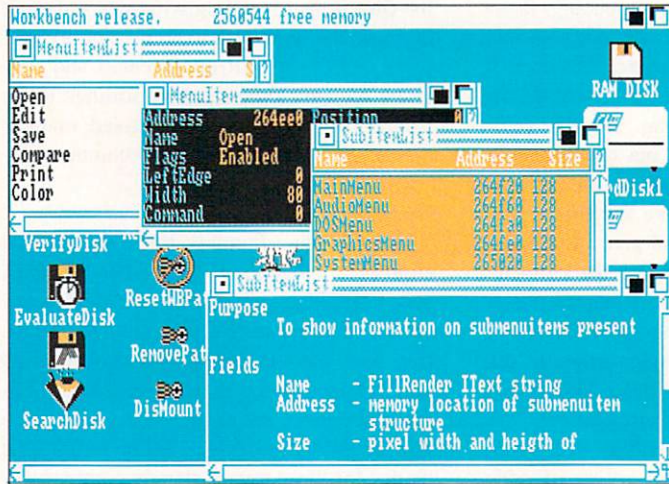 Workbench release. 2560544 free memory
MenuItemList
Name Address S ?
Open
Edit
Save
Compare
Print
Color
MenuItem
Address 264ee0 Position 0
Name Open
Flags Enabled
LeftEdge 0
Width 80
Command 0
SubItemList
Name Address Size ?
MainMenu 264f20 128
AudioMenu 264f60 128
DOSMenu 264fa0 128
GraphicsMenu 264fe0 128
SystemMenu 265020 128
RAM DISK
rdDisk1
VerifyDisk
EvaluateDisk
SearchDisk
ResetWBPat
RemovePat
DisMount
SubItemList
Purpose
To show information on submenuitems present
Fields
Name - FillRender IText string
Address - memory location of submenuitem
structure
Size - pixel width and heigth of